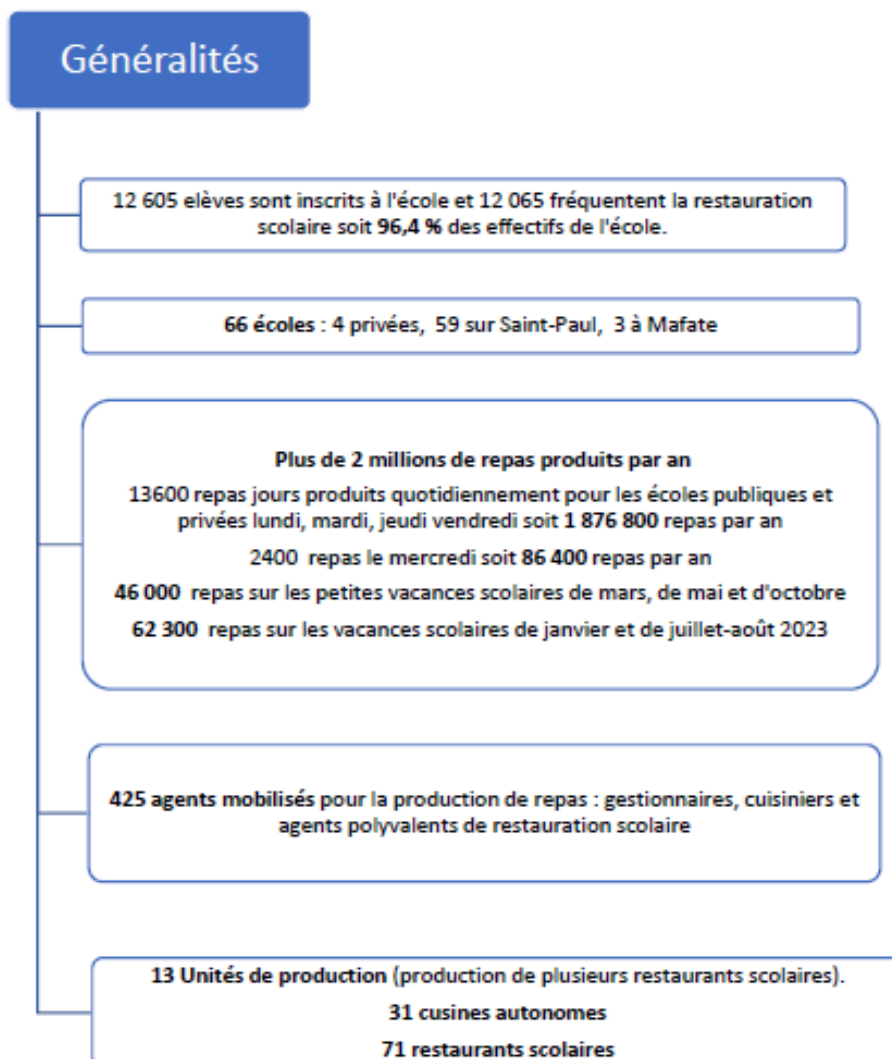 Généralités
12 605 elèves sont inscrits à l'école et 12 065 fréquentent la restauration
scolaire soit 96,4 % des effectifs de l'école.
66 écoles : 4 privées, 59 sur Saint-Paul, 3 à Mafate
Plus de 2 millions de repas produits par an
13600 repas jours produits quotidiennement pour les écoles publiques et
privées lundi, mardi, jeudi vendredi soit 1 876 800 repas par an
2400 repas le mercredi soit 86 400 repas par an
46 000 repas sur les petites vacances scolaires de mars, de mai et d'octobre
62 300 repas sur les vacances scolaires de janvier et de juillet-août 2023
425 agents mobilisés pour la production de repas : gestionnaires, cuisiniers et
agents polyvalents de restauration scolaire
13 Unités de production (production de plusieurs restaurants scolaires).
31 cusines autonomes
71 restaurants scolaires